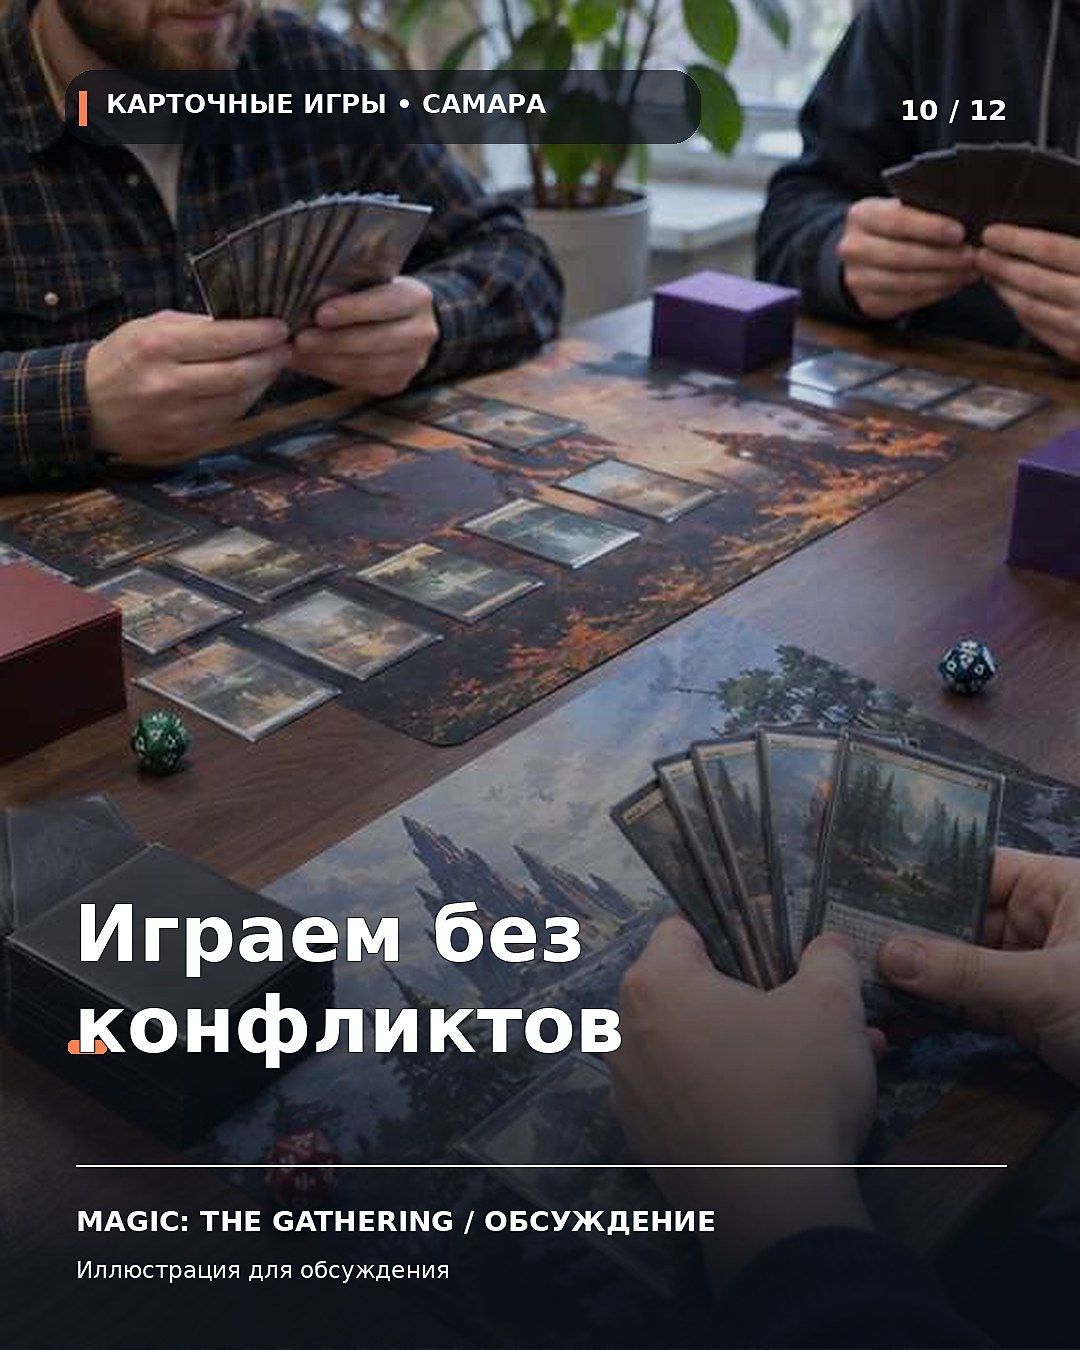 КАРТОЧНЫЕ ИГРЫ • САМАРА
10 / 12
Играем без
конфликтов
MAGIC: THE GATHERING / ОБСУЖДЕНИЕ
Иллюстрация для обсуждения